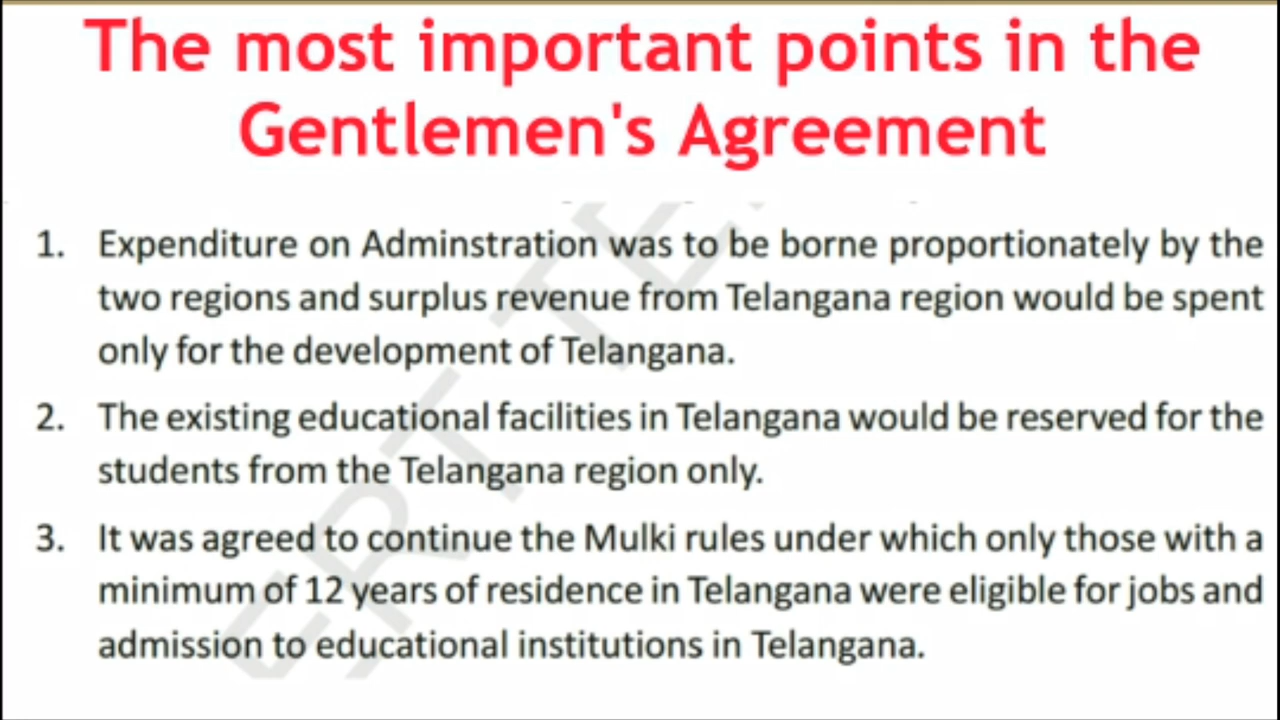 The most important points in the
Gentlemen's Agreement
1. Expenditure on Adminstration was to be borne proportionately by the
two regions and surplus revenue from Telangana region would be spent
only for the development of Telangana.
2. The existing educational facilities in Telangana would be reserved for the
students from the Telangana region only.
3. It was agreed to continue the Mulki rules under which only those with a
minimum of 12 years of residence in Telangana were eligible for jobs and
admission to educational institutions in Telangana.